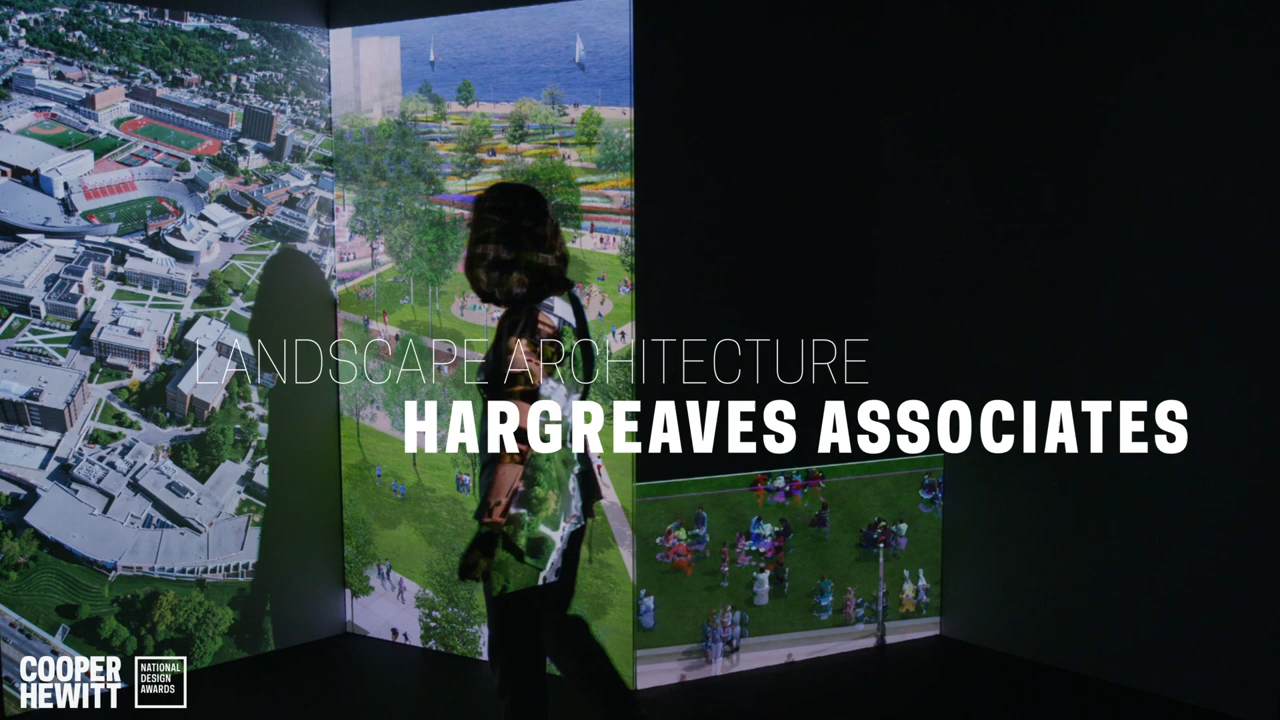 LANDSCAPE ARCHITECTURE
HARGREAVES ASSOCIATES
COOPER
HEWITT
NATIONAL
DESIGN
AWARDS